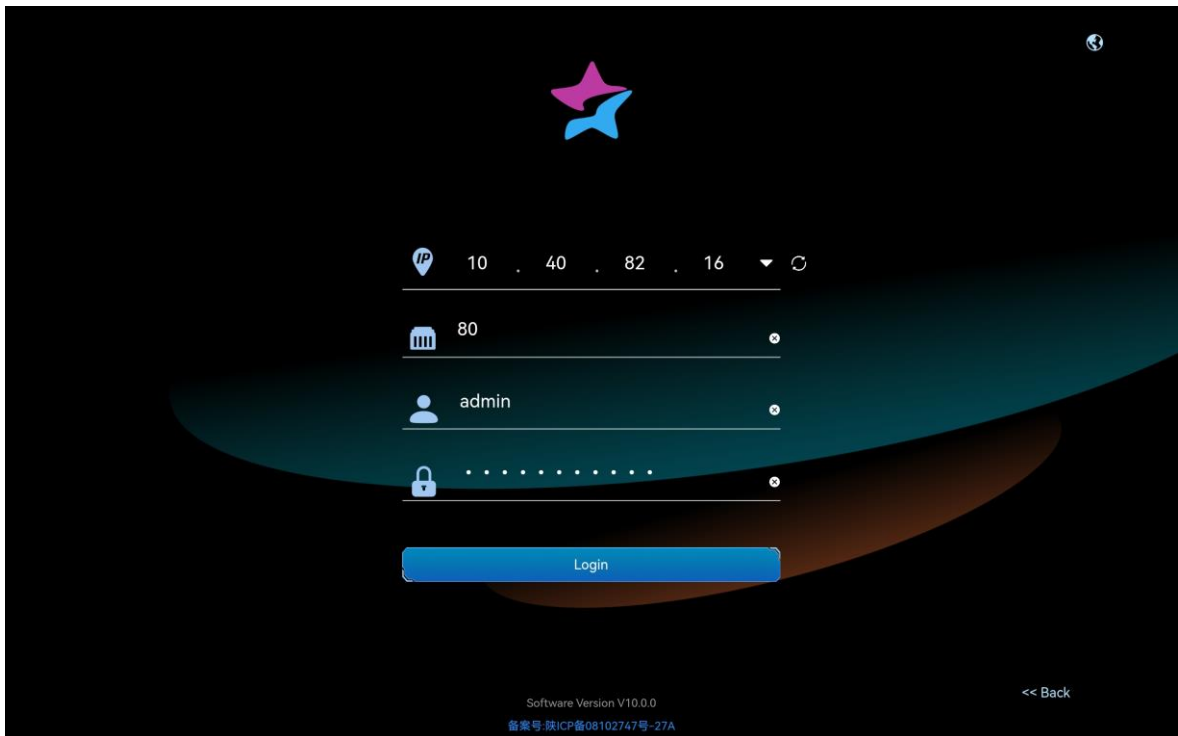 IP
10 . 40 . 82 . 16
80
admin
• • • • • • • • • • •
Login
<< Back
Software Version V10.0.0
备案号:陕ICP备08102747号-27A